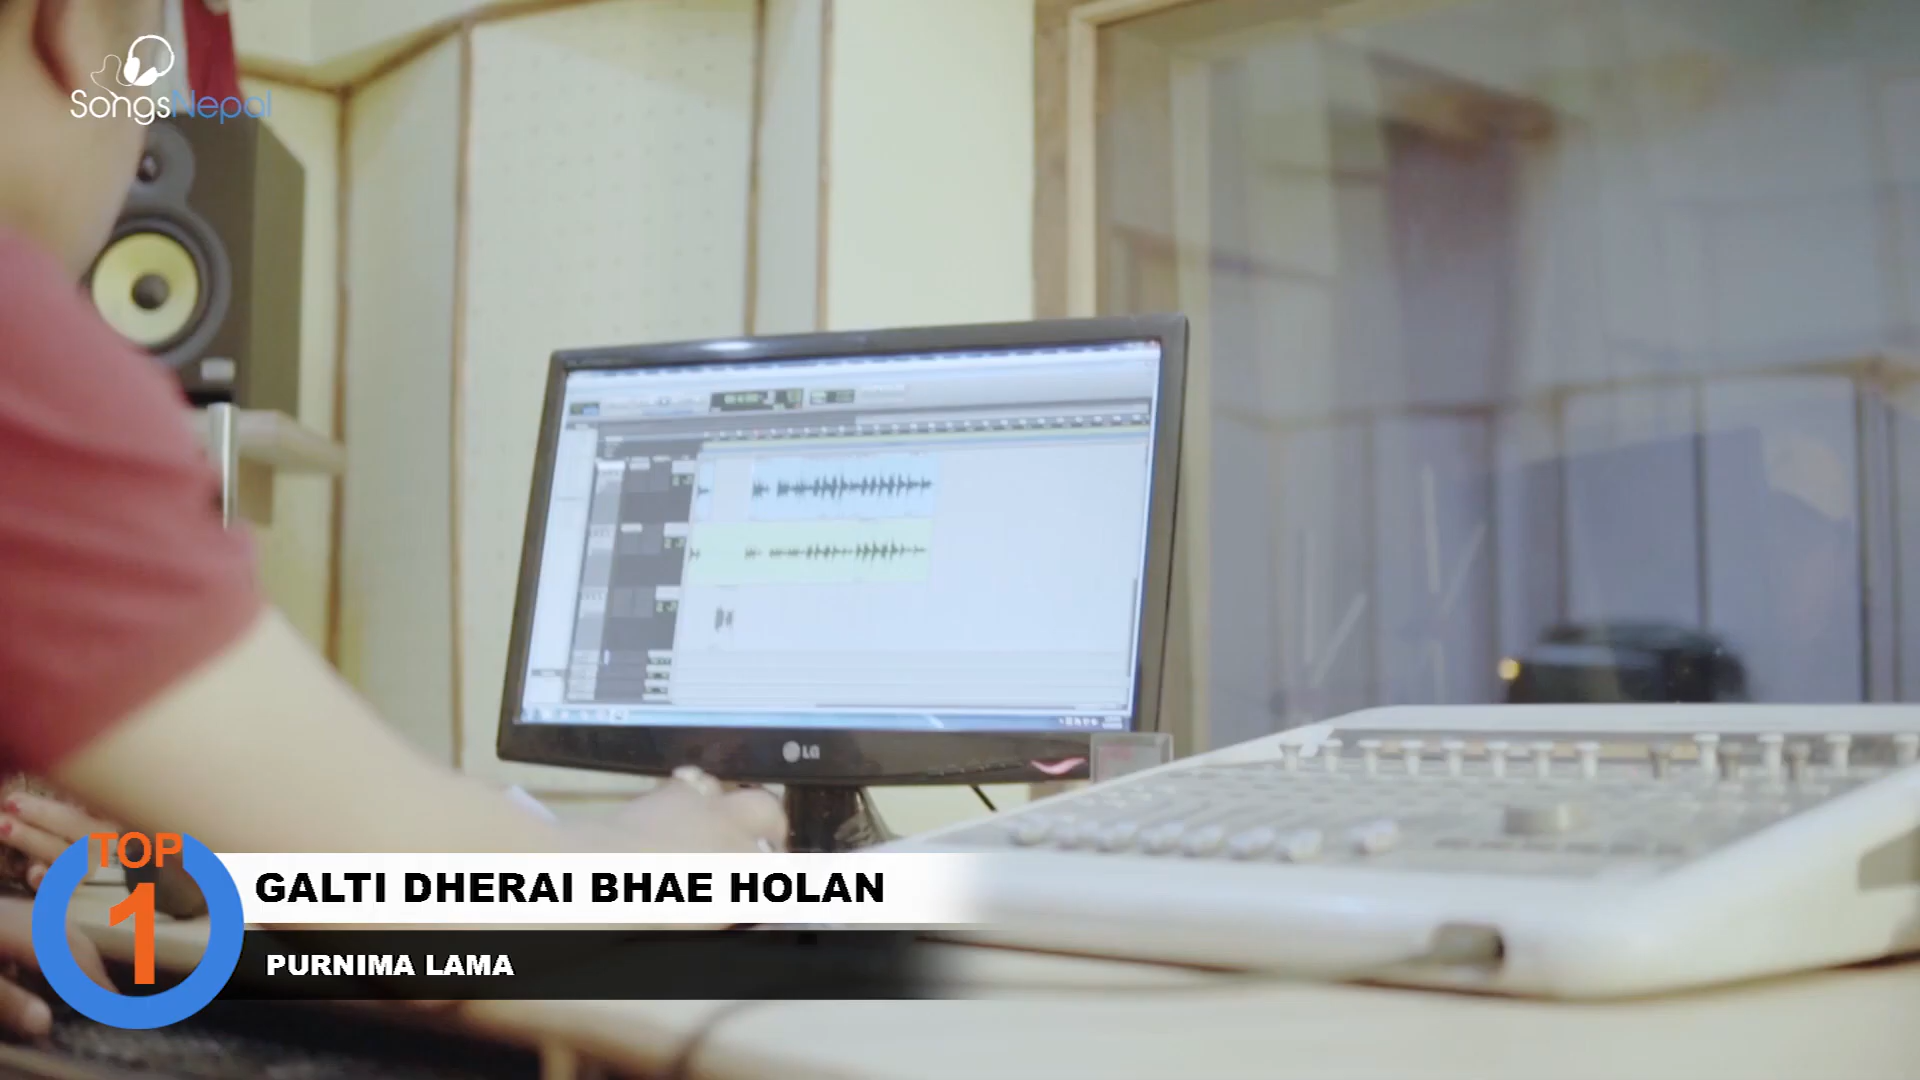 SongsNepal
LG
TOP
1
GALTI DHERAI BHAE HOLAN
PURNIMA LAMA